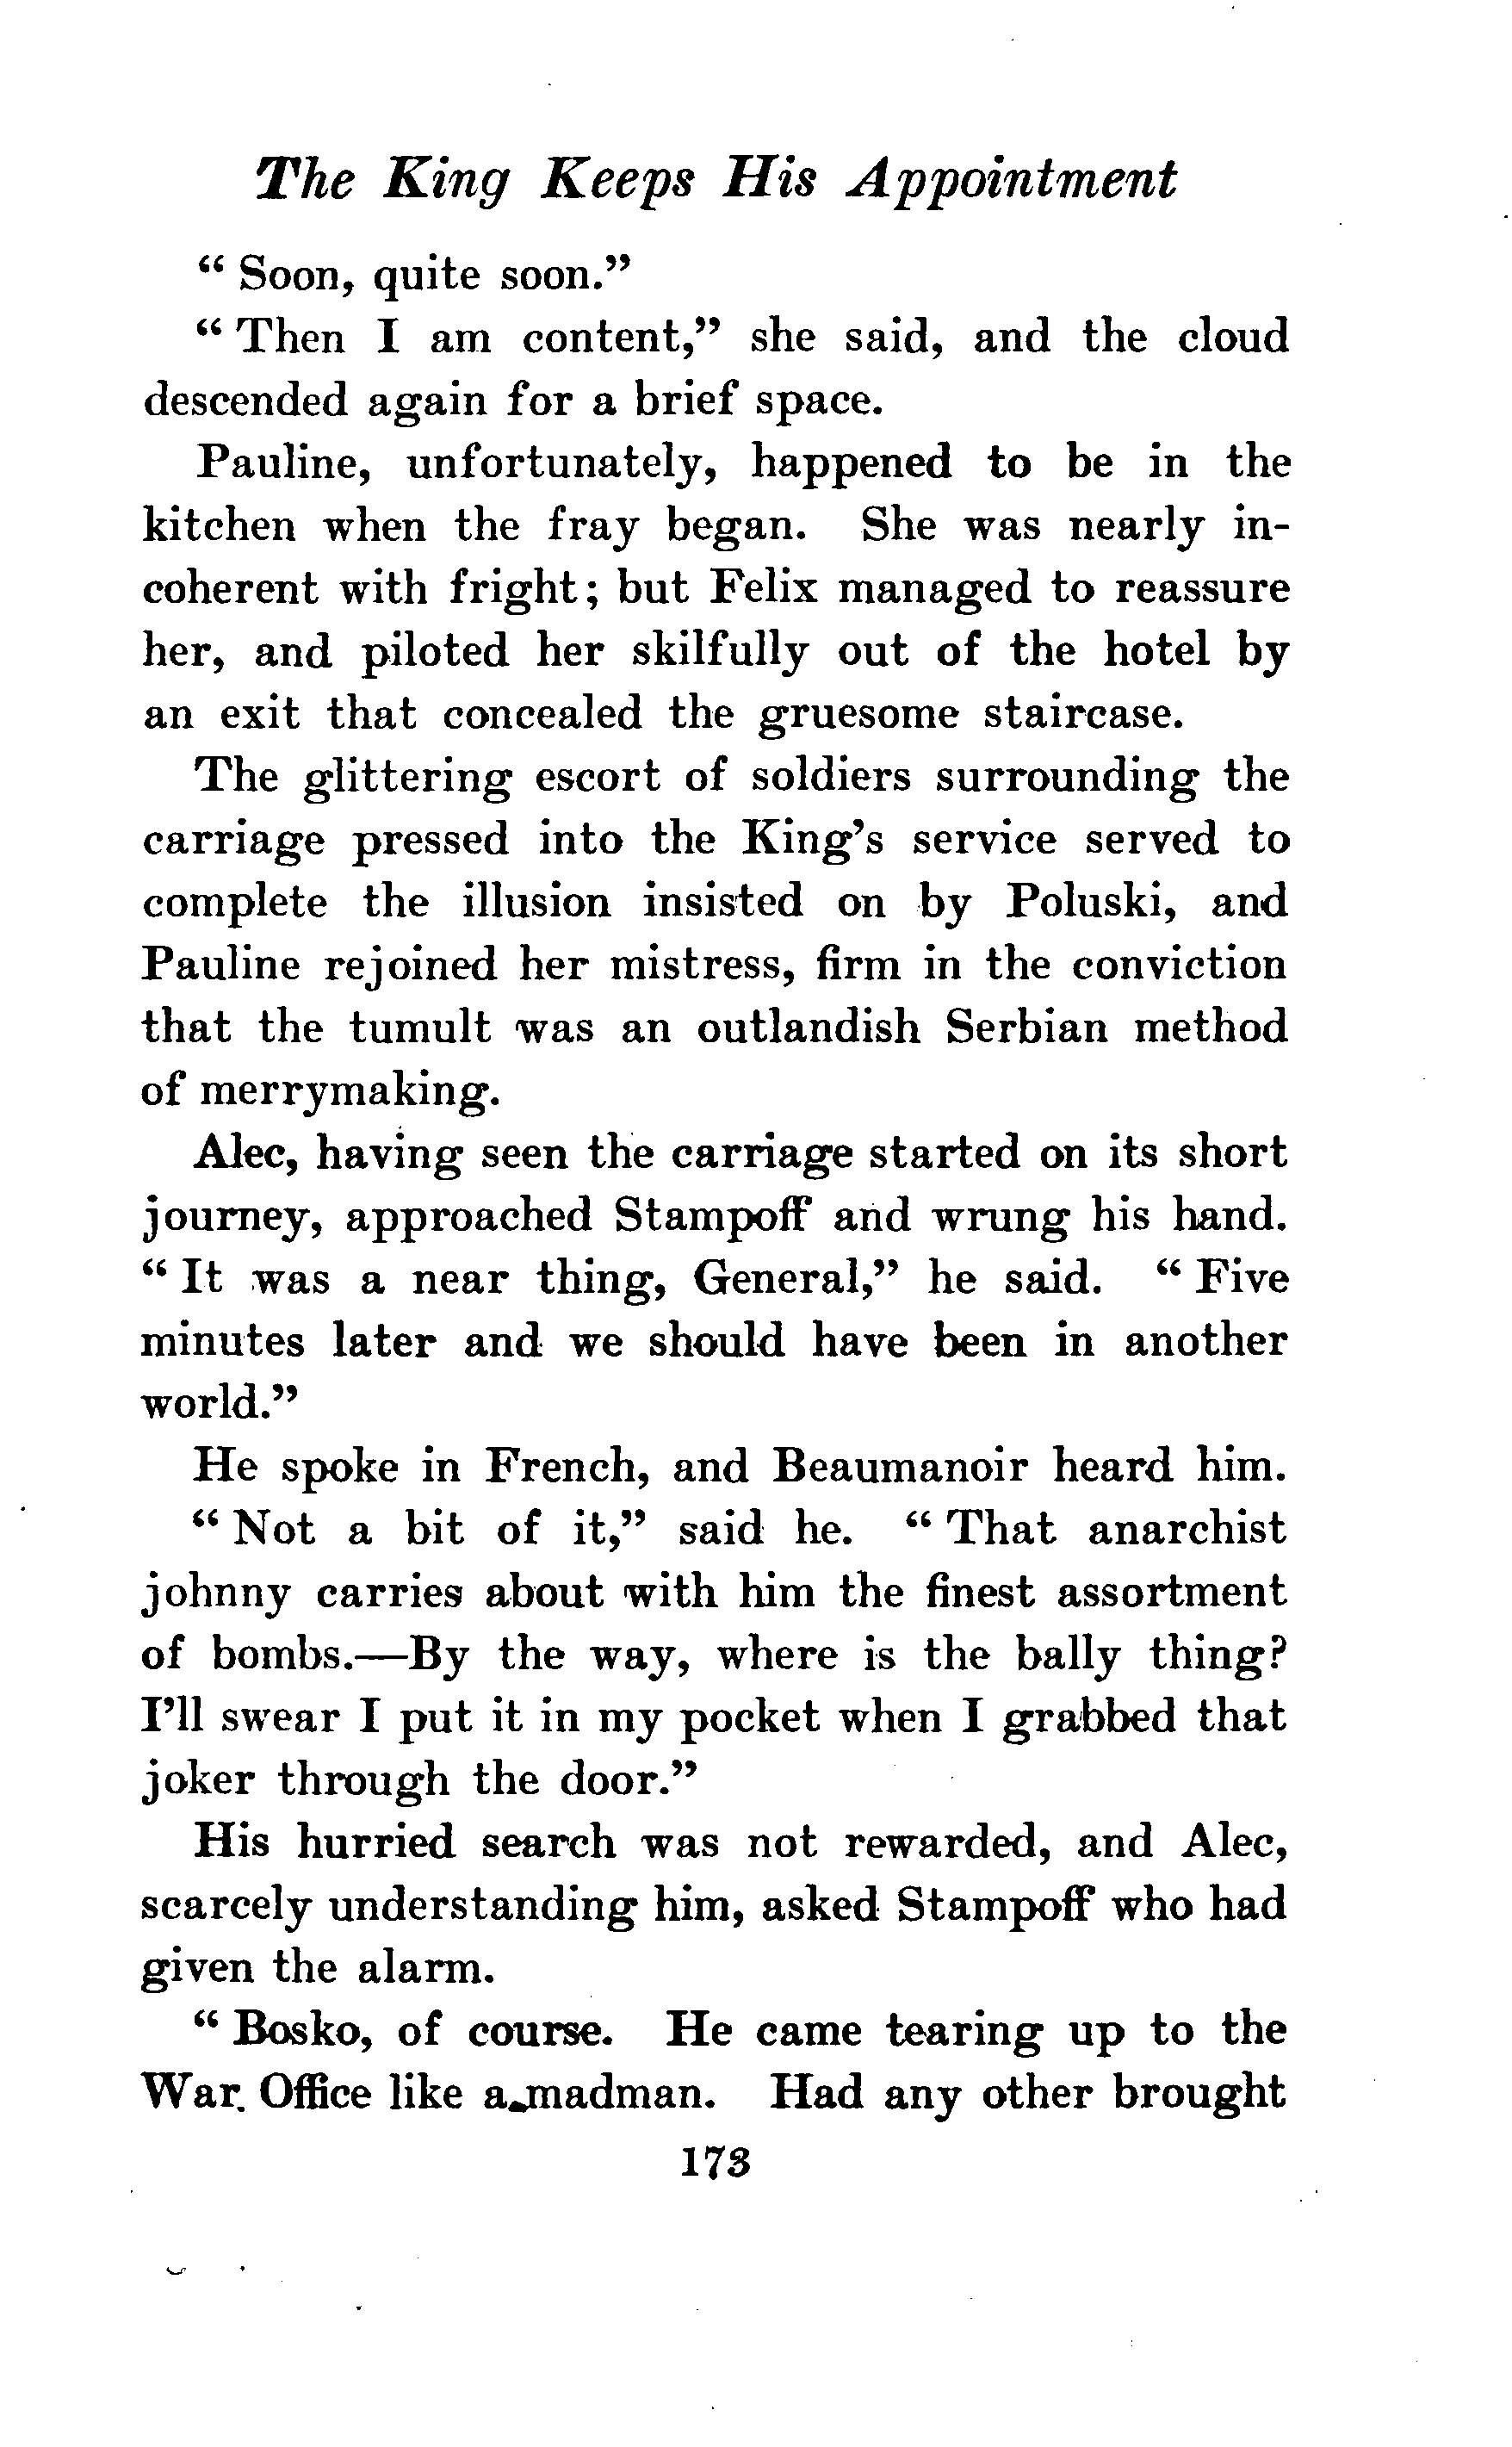 The King Keeps His Appointment
“ Soon, quite soon.”
“ Then I am content,” she said, and the cloud
descended again for a brief space.
Pauline, unfortunately, happened to be in the
kitchen when the fray began. She was nearly in-
coherent with fright; but Felix managed to reassure
her, and piloted her skilfully out of the hotel by
an exit that concealed the gruesome staircase.
The glittering escort of soldiers surrounding the
carriage pressed into the King’s service served to
complete the illusion insisted on by Poluski, and
Pauline rejoined her mistress, firm in the conviction
that the tumult was an outlandish Serbian method
of merrymaking.
Alec, having seen the carriage started on its short
journey, approached Stampoff and wrung his hand.
“ It was a near thing, General,” he said. “ Five
minutes later and we should have been in another
world.”
He spoke in French, and Beaumanoir heard him.
“ Not a bit of it,” said he. “ That anarchist
johnny carries about with him the finest assortment
of bombs.—By the way, where is the bally thing?
I’ll swear I put it in my pocket when I grabbed that
joker through the door.”
His hurried search was not rewarded, and Alec,
scarcely understanding him, asked Stampoff who had
given the alarm.
“ Bosko, of course. He came tearing up to the
War Office like a madman. Had any other brought
173